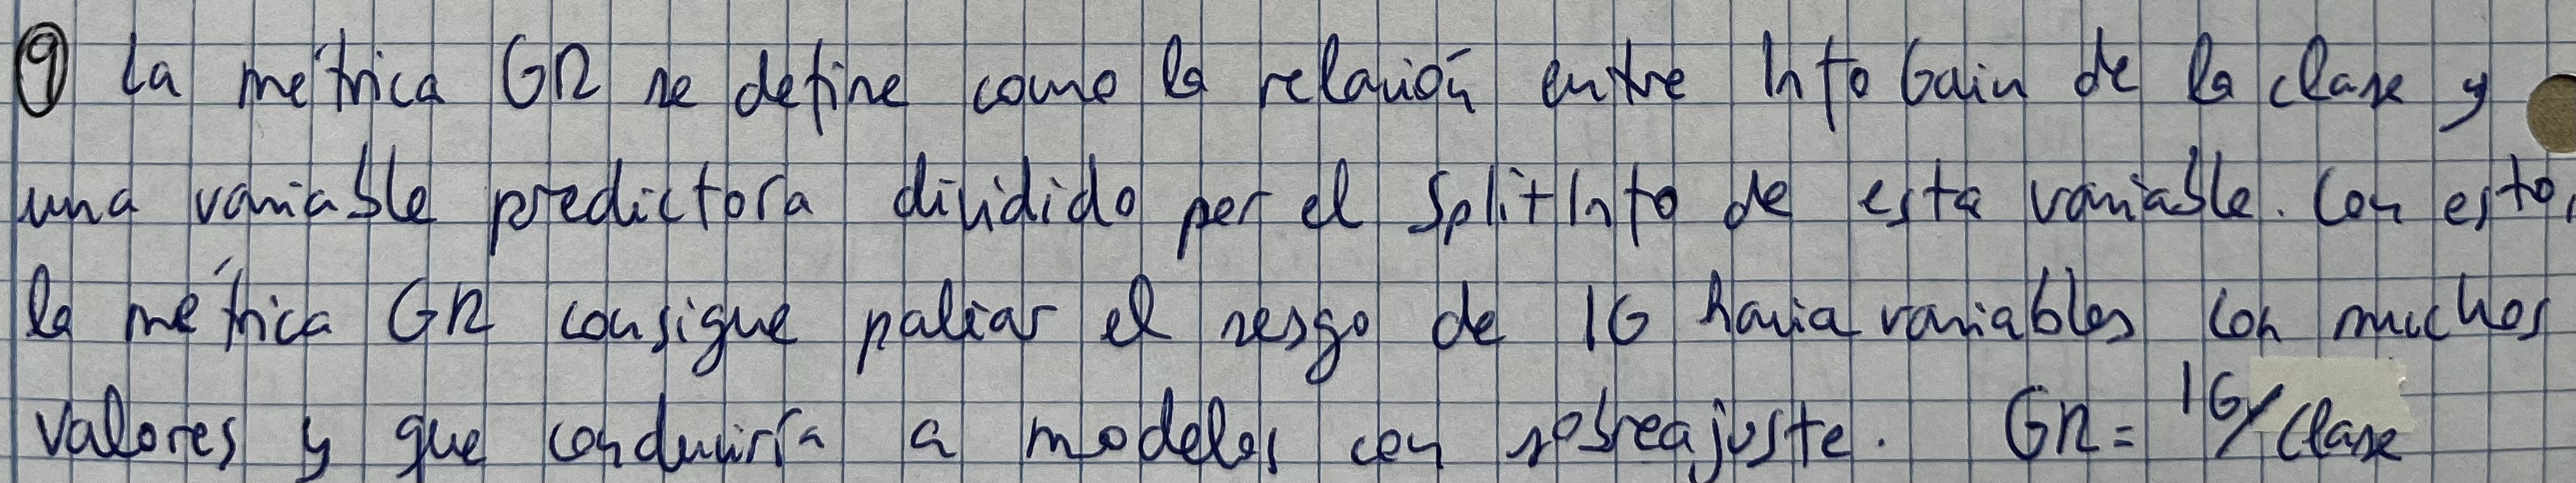 ⑨ La métrica GR se define como la relación entre InfoGain de la clase y
una variable predictora dividido por el SplitInfo de esta variable. Con esto,
la métrica GR consigue paliar el sesgo de IG hacia variables con muchos
valores y que conduciría a modelos con sobreajuste. GR = IG/clase